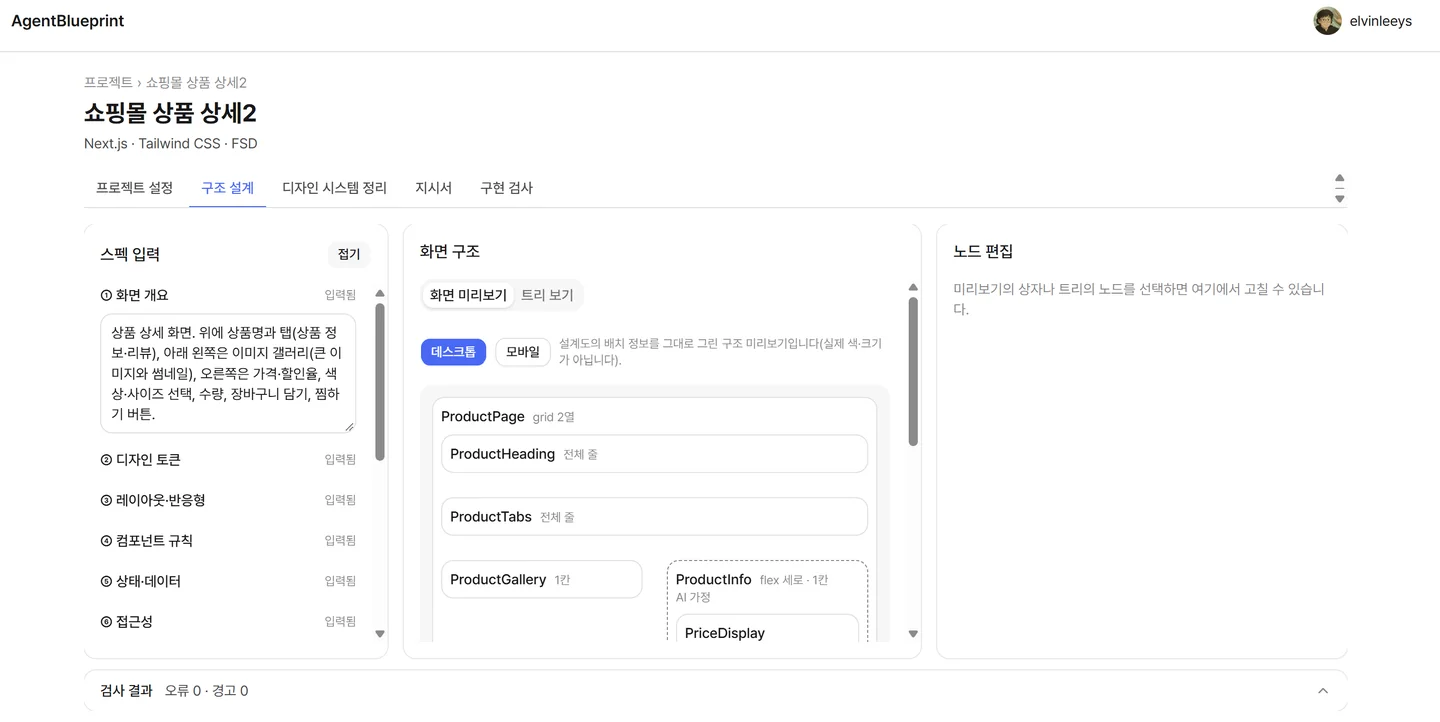 AgentBlueprint
elvinleeys
프로젝트 › 쇼핑몰 상품 상세2
쇼핑몰 상품 상세2
Next.js · Tailwind CSS · FSD
프로젝트 설정
구조 설계
디자인 시스템 정리
지시서
구현 검사
스펙 입력
접기
① 화면 개요
입력됨
상품 상세 화면. 위에 상품명과 탭(상품 정
보·리뷰), 아래 왼쪽은 이미지 갤러리(큰 이
미지와 썸네일), 오른쪽은 가격·할인율, 색
상·사이즈 선택, 수량, 장바구니 담기, 찜하
기 버튼.
② 디자인 토큰
입력됨
③ 레이아웃·반응형
입력됨
④ 컴포넌트 규칙
입력됨
⑤ 상태·데이터
입력됨
⑥ 접근성
입력됨
화면 구조
화면 미리보기
트리 보기
데스크톱
모바일
설계도의 배치 정보를 그대로 그린 구조 미리보기입니다(실제 색·크기
가 아닙니다).
ProductPage grid 2열
ProductHeading 전체 줄
ProductTabs 전체 줄
ProductGallery 1칸
ProductInfo flex 세로 · 1칸
AI 가정
PriceDisplay
노드 편집
미리보기의 상자나 트리의 노드를 선택하면 여기에서 고칠 수 있습니
다.
검사 결과 오류 0 · 경고 0